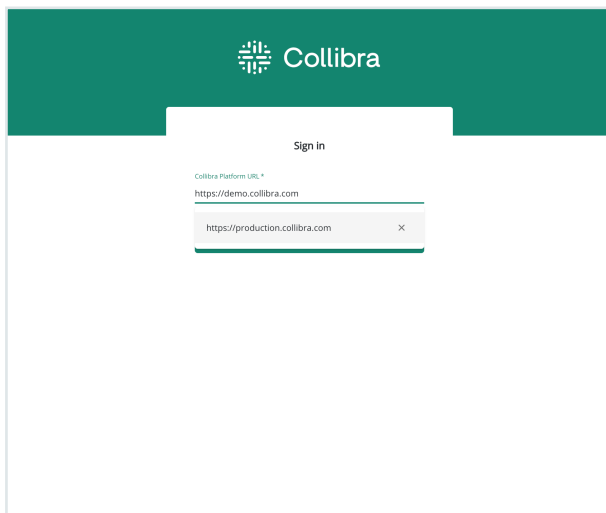 Collibra
Sign in
Collibra Platform URL *
https://demo.collibra.com
https://production.collibra.com